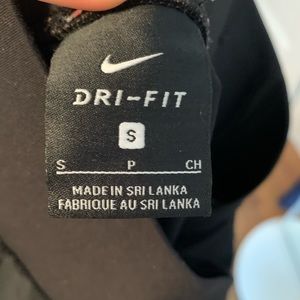 DRI-FIT
S
S P CH
MADE IN SRI LANKA
FABRIQUE AU SRI LANKA